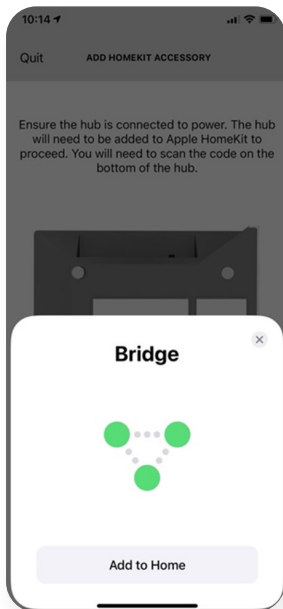 10:14
Quit
ADD HOMEKIT ACCESSORY
Ensure the hub is connected to power. The hub
will need to be added to Apple HomeKit to
proceed. You will need to scan the code on the
bottom of the hub.
Bridge
Add to Home